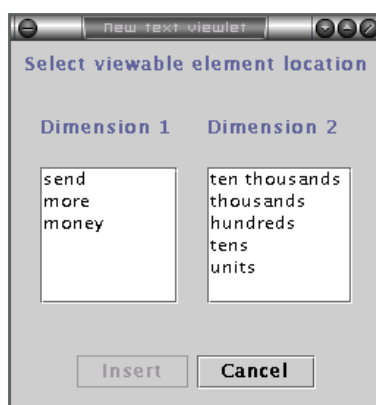 New text viewlet
Select viewable element location
Dimension 1 Dimension 2
send ten thousands
more thousands
money hundreds
tens
units
Insert Cancel